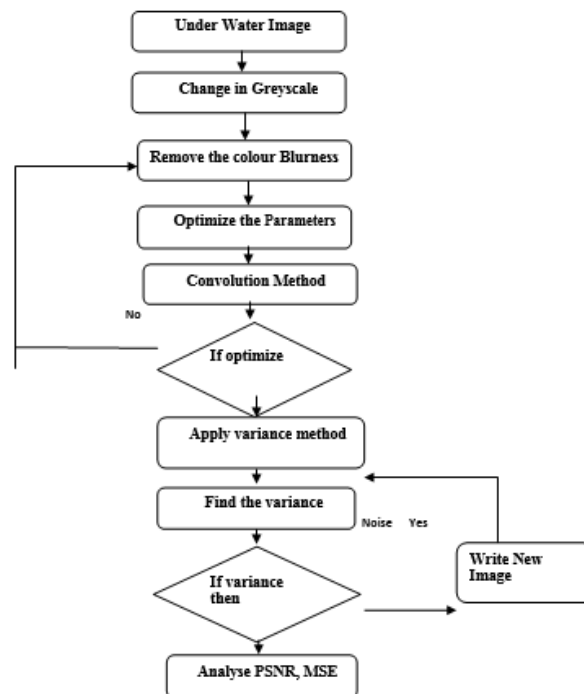 Under Water Image
Change in Greyscale
Remove the colour Blurness
Optimize the Parameters
Convolution Method
No
If optimize
Apply variance method
Find the variance
Noise Yes
If variance
then
Write New
Image
Analyse PSNR, MSE